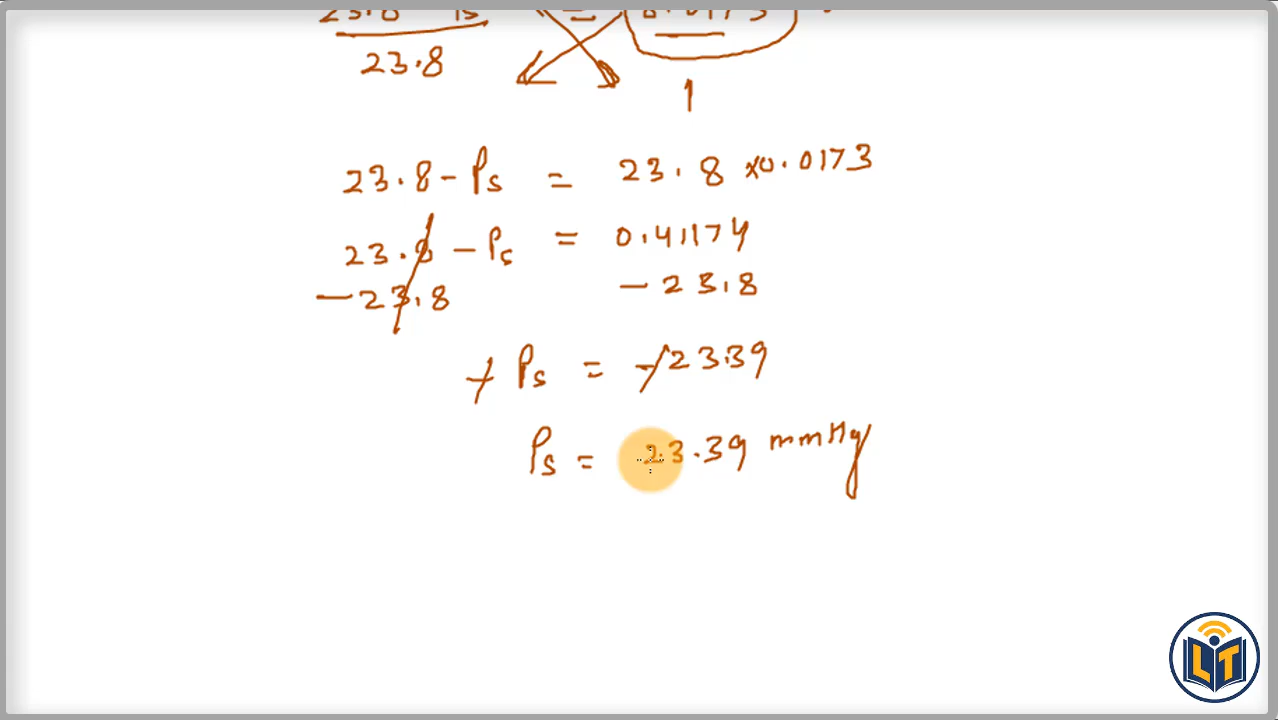 23.8
1
23.8 - Ps = 23.8 × 0.0173
23.8 - Ps = 0.41174
- 23.8 - 23.8
- Ps = - 23.39
Ps = 23.39 mmHg
LT